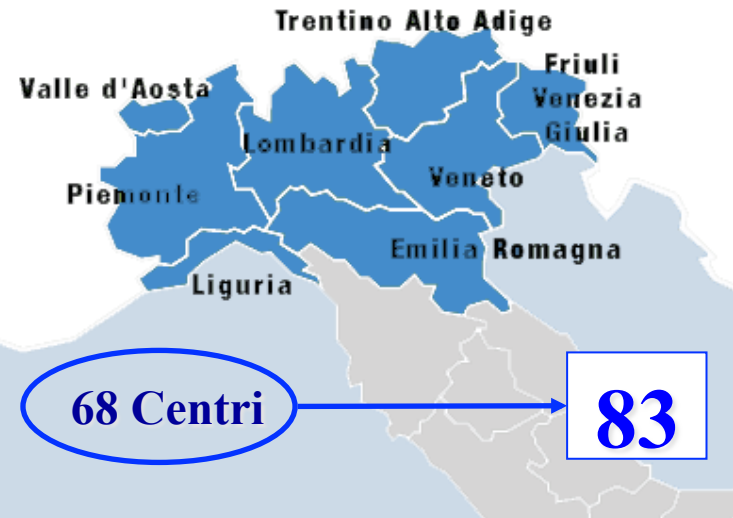 Trentino Alto Adige
Friuli
Venezia
Giulia
Valle d'Aosta
Lombardia
Veneto
Piemonte
Emilia Romagna
Liguria
68 Centri
83